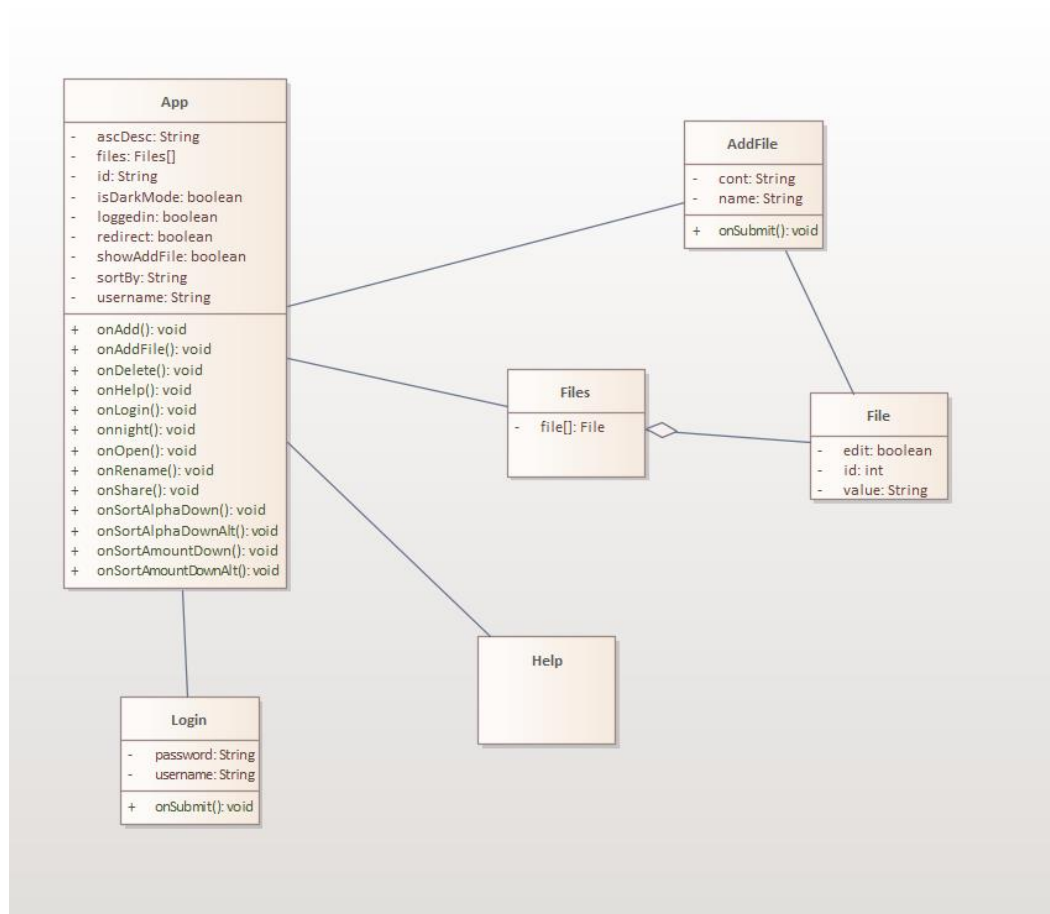 App
- ascDesc: String
- files: Files[]
- id: String
- isDarkMode: boolean
- loggedin: boolean
- redirect: boolean
- showAddFile: boolean
- sortBy: String
- username: String
+ onAdd(): void
+ onAddFile(): void
+ onDelete(): void
+ onHelp(): void
+ onLogin(): void
+ onnight(): void
+ onOpen(): void
+ onRename(): void
+ onShare(): void
+ onSortAlphaDown(): void
+ onSortAlphaDownAlt(): void
+ onSortAmountDown(): void
+ onSortAmountDownAlt(): void
AddFile
- cont: String
- name: String
+ onSubmit(): void
Files
- file[]: File
File
- edit: boolean
- id: int
- value: String
Help
Login
- password: String
- username: String
+ onSubmit(): void